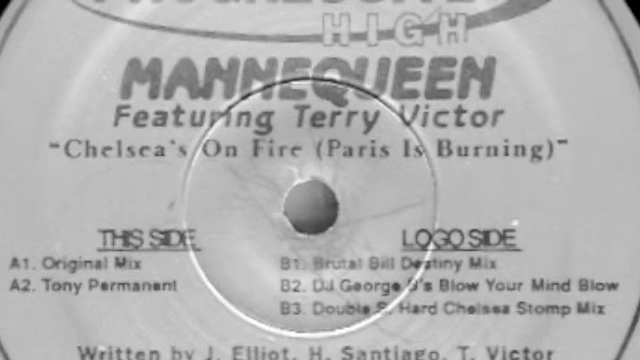 HIGH
MANNEQUEEN
Featuring Terry Victor
"Chelsea's On Fire (Paris Is Burning)"
THIS SIDE
A1. Original Mix
A2. Tony Permanent
LOGO SIDE
B1. Brutal Bill Destiny Mix
B2. DJ George S's Blow Your Mind Blow
B3. Double S. Hard Chelsea Stomp Mix
Written by J. Elliot, H. Santiago, T. Victor